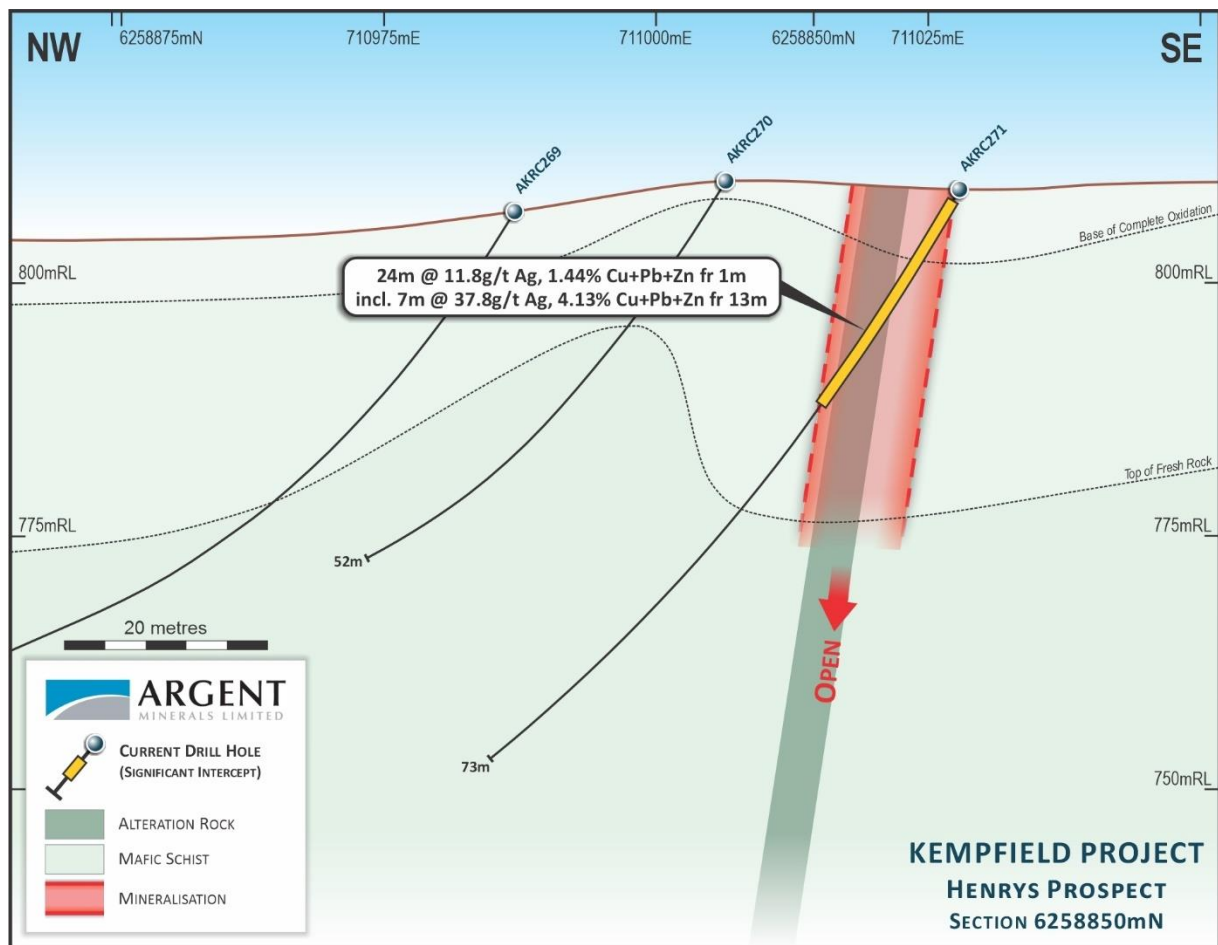 NW
6258875mN
710975mE
711000mE
6258850mN
711025mE
SE
AKRC269
AKRC270
AKRC271
Base of Complete Oxidation
800mRL
800mRL
24m @ 11.8g/t Ag, 1.44% Cu+Pb+Zn fr 1m
incl. 7m @ 37.8g/t Ag, 4.13% Cu+Pb+Zn fr 13m
Top of Fresh Rock
775mRL
775mRL
52m
20 metres
OPEN
73m
750mRL
ARGENT
MINERALS LIMITED
CURRENT DRILL HOLE
(SIGNIFICANT INTERCEPT)
ALTERATION ROCK
MAFIC SCHIST
MINERALISATION
KEMPFIELD PROJECT
HENRYS PROSPECT
SECTION 6258850mN